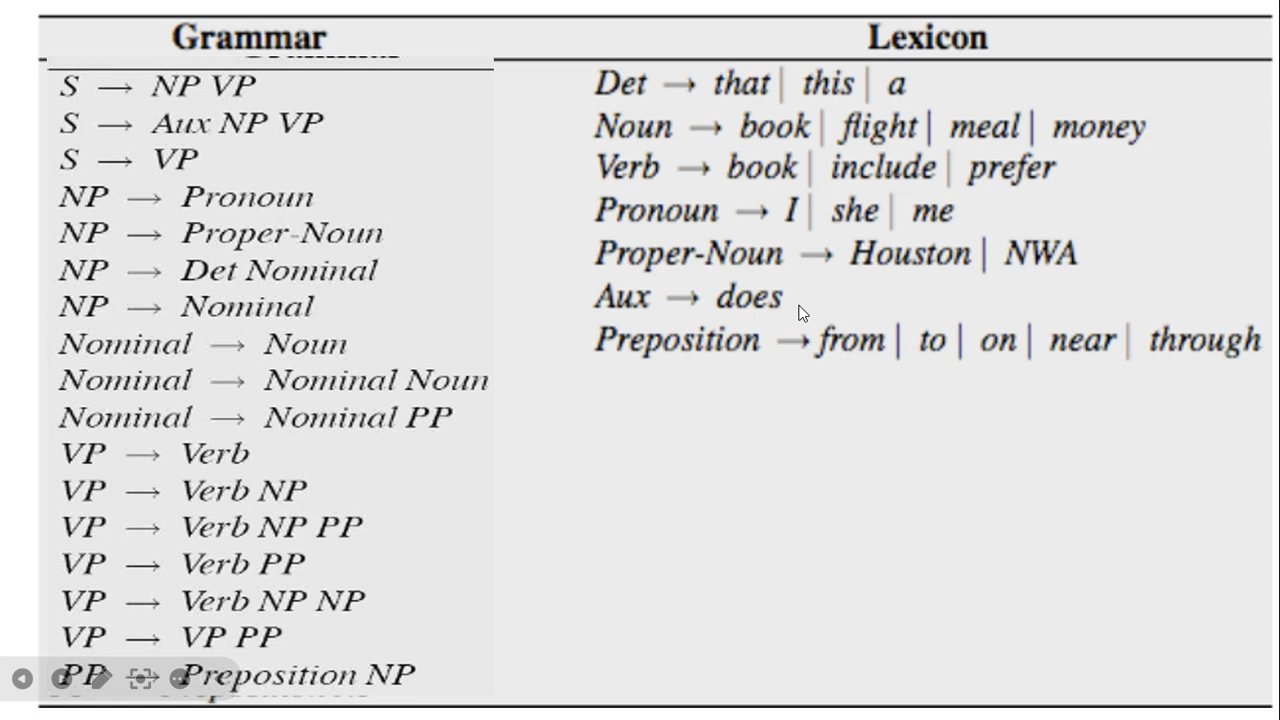 Grammar
Lexicon
S → NP VP
S → Aux NP VP
S → VP
NP → Pronoun
NP → Proper-Noun
NP → Det Nominal
NP → Nominal
Nominal → Noun
Nominal → Nominal Noun
Nominal → Nominal PP
VP → Verb
VP → Verb NP
VP → Verb NP PP
VP → Verb PP
VP → Verb NP NP
VP → VP PP
PP → Preposition NP
Det → that | this | a
Noun → book | flight | meal | money
Verb → book | include | prefer
Pronoun → I | she | me
Proper-Noun → Houston | NWA
Aux → does
Preposition → from | to | on | near | through